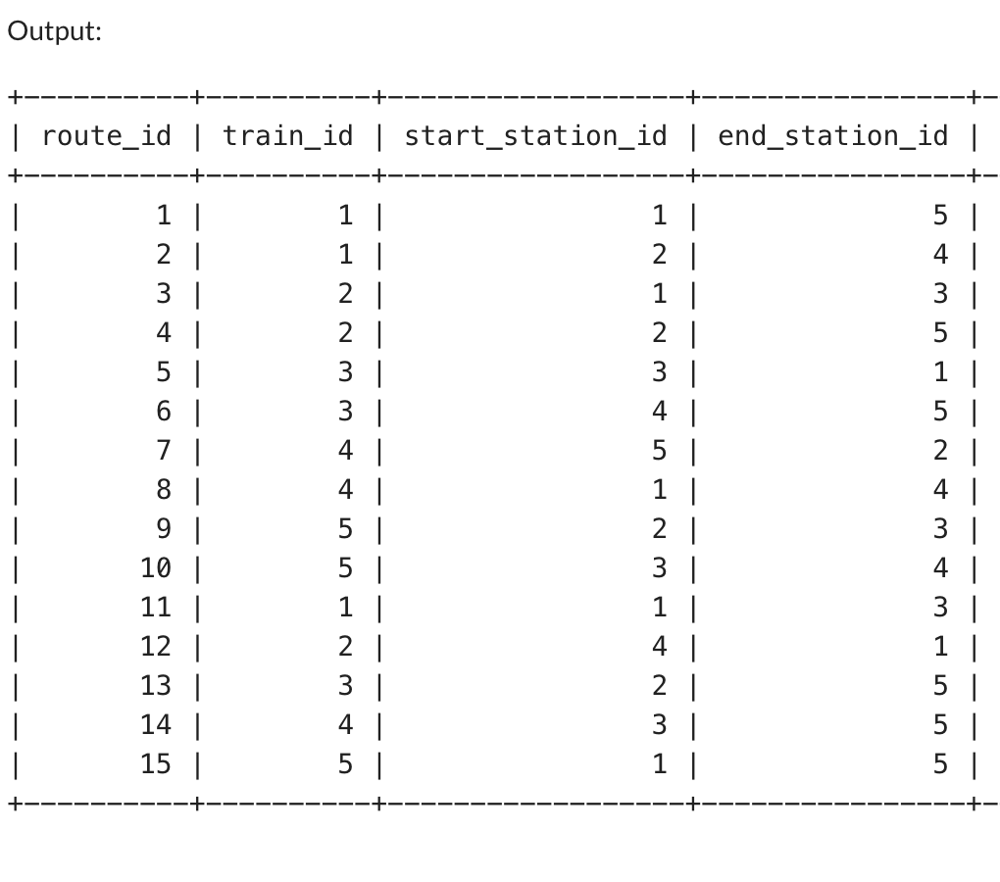 Output:
+----------+----------+------------------+-----------------+-
| route_id | train_id | start_station_id | end_station_id |
+----------+----------+------------------+-----------------+-
| 1 | 1 | 1 | 5 |
| 2 | 1 | 2 | 4 |
| 3 | 2 | 1 | 3 |
| 4 | 2 | 2 | 5 |
| 5 | 3 | 3 | 1 |
| 6 | 3 | 4 | 5 |
| 7 | 4 | 5 | 2 |
| 8 | 4 | 1 | 4 |
| 9 | 5 | 2 | 3 |
| 10 | 5 | 3 | 4 |
| 11 | 1 | 1 | 3 |
| 12 | 2 | 4 | 1 |
| 13 | 3 | 2 | 5 |
| 14 | 4 | 3 | 5 |
| 15 | 5 | 1 | 5 |
+----------+----------+------------------+-----------------+-